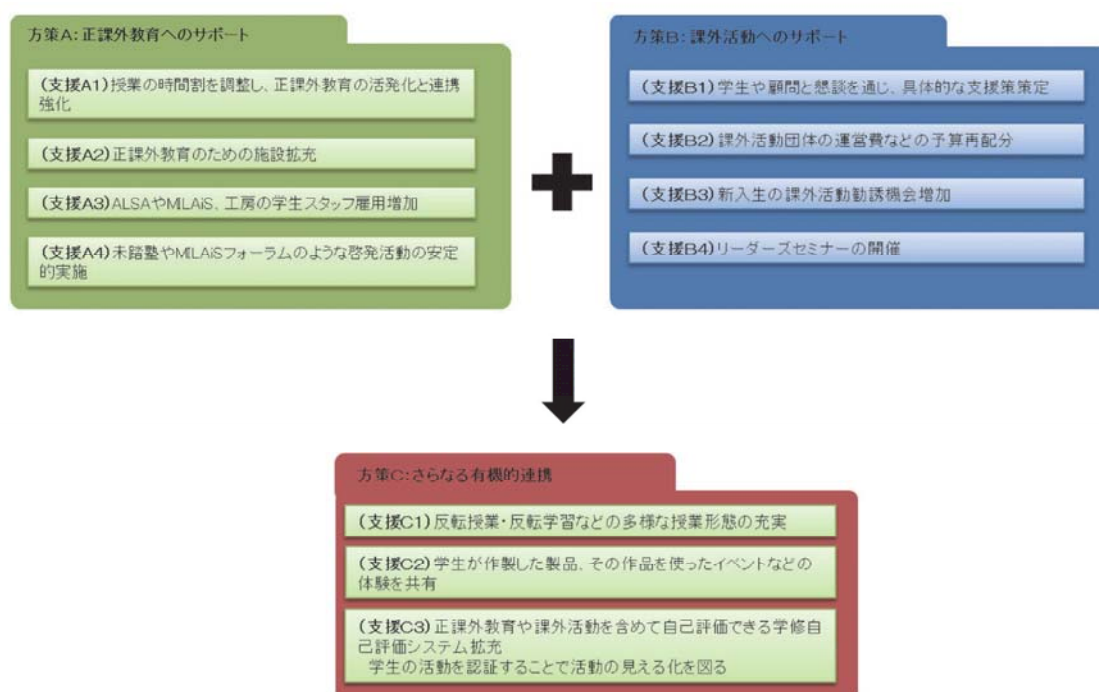 方策A:正課外教育へのサポート
(支援A1)授業の時間割を調整し、正課外教育の活発化と連携
強化
(支援A2)正課外教育のための施設拡充
(支援A3)ALSAやMILAiS、工房の学生スタッフ雇用増加
(支援A4)未踏塾やMILAiSフォーラムのような啓発活動の安定
的実施
方策B:課外活動へのサポート
(支援B1)学生や顧問と懇談を通じ、具体的な支援策策定
(支援B2)課外活動団体の運営費などの予算再配分
(支援B3)新入生の課外活動勧誘機会増加
(支援B4)リーダーズセミナーの開催
方策C:さらなる有機的連携
(支援C1)反転授業・反転学習などの多様な授業形態の充実
(支援C2)学生が作製した製品、その作品を使ったイベントなどの
体験を共有
(支援C3)正課外教育や課外活動を含めて自己評価できる学修自
己評価システム拡充
学生の活動を認証することで活動の見える化を図る